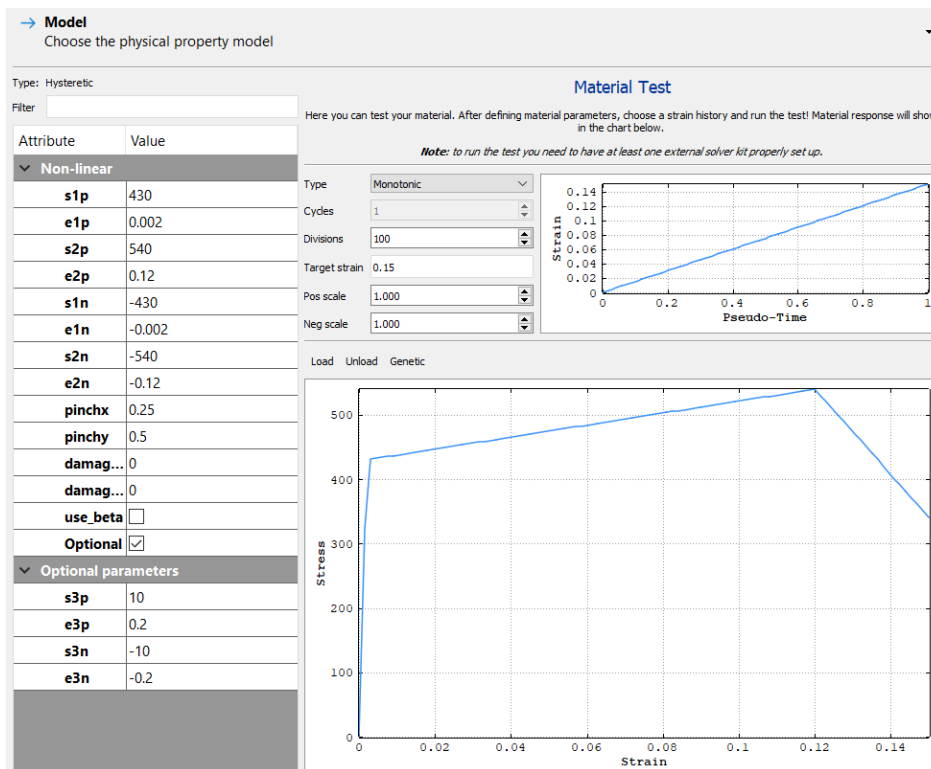 Model
Choose the physical property model
Type: Hysteretic
Filter
Attribute Value
Non-linear
s1p 430
e1p 0.002
s2p 540
e2p 0.12
s1n -430
e1n -0.002
s2n -540
e2n -0.12
pinchx 0.25
pinchy 0.5
damag... 0
damag... 0
use_beta
Optional
Optional parameters
s3p 10
e3p 0.2
s3n -10
e3n -0.2
Material Test
Here you can test your material. After defining material parameters, choose a strain history and run the test! Material response will show
in the chart below.
Note: to run the test you need to have at least one external solver kit properly set up.
Type Monotonic
Cycles 1
Divisions 100
Target strain 0.15
Pos scale 1.000
Neg scale 1.000
Strain
0.14
0.12
0.1
0.08
0.06
0.04
0.02
0
0 0.2 0.4 0.6 0.8 1
Pseudo-Time
Load Unload Genetic
Stress
500
400
300
200
100
0
0 0.02 0.04 0.06 0.08 0.1 0.12 0.14
Strain